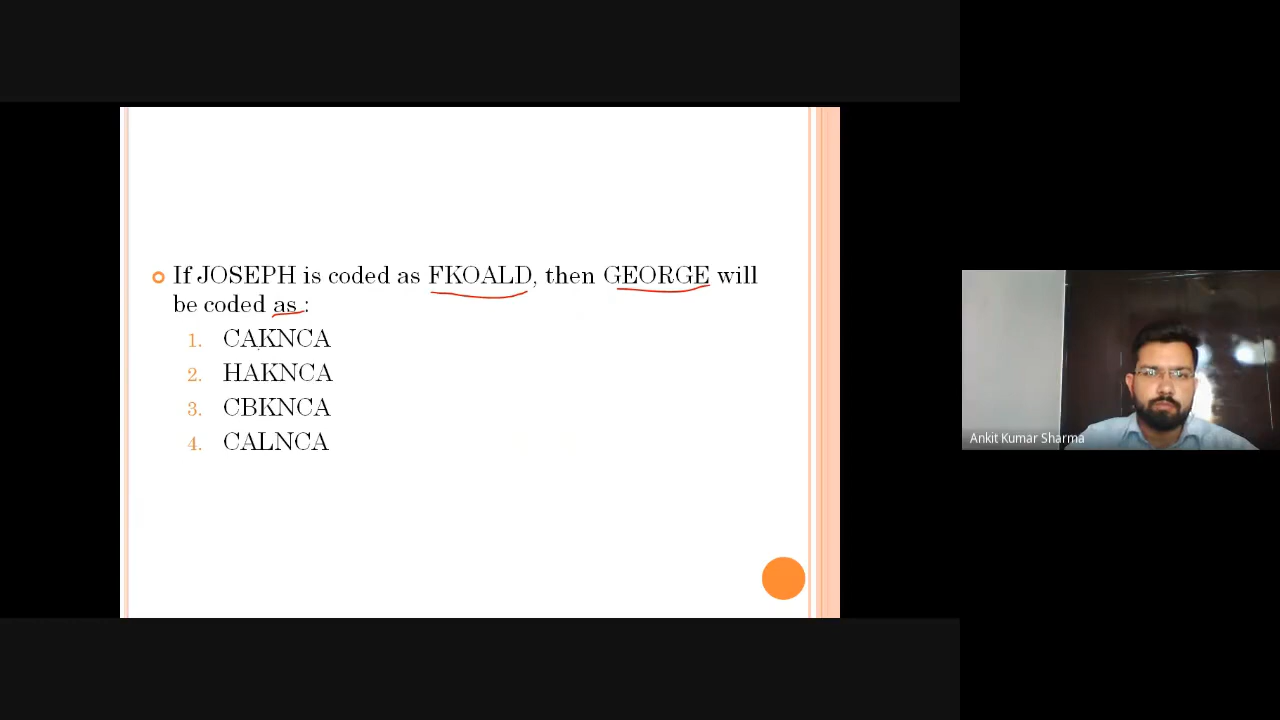 If JOSEPH is coded as FKOALD, then GEORGE will
be coded as :
1. CAKNCA
2. HAKNCA
3. CBKNCA
4. CALNCA
Ankit Kumar Sharma